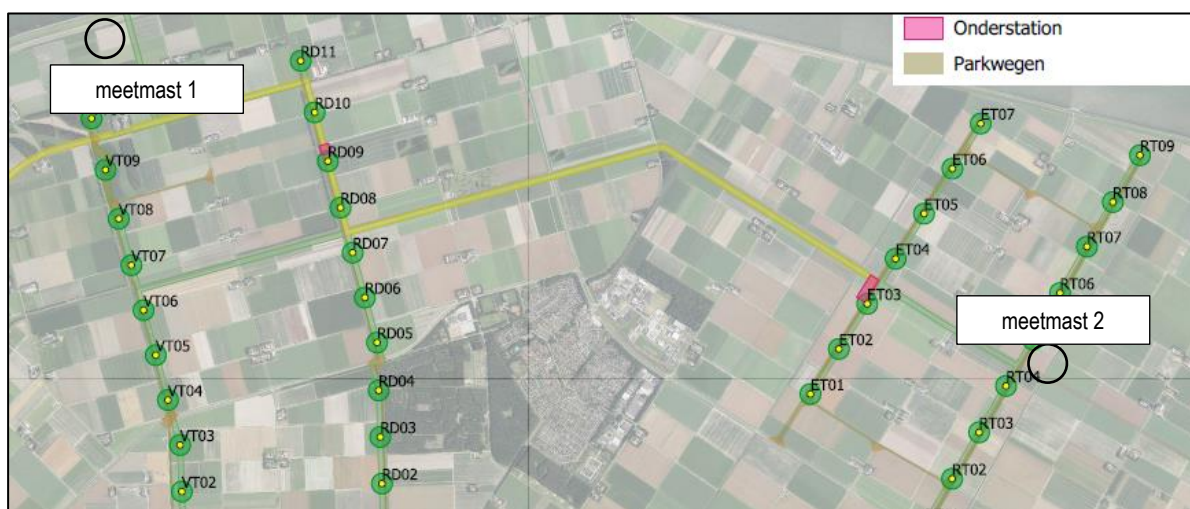 Onderstation
Parkwegen
meetmast 1
meetmast 2
RD11
RD10
RD09
RD08
RD07
RD06
RD05
RD04
RD03
RD02
VT09
VT08
VT07
VT06
VT05
VT04
VT03
VT02
ET07
ET06
ET05
ET04
ET03
ET02
ET01
RT09
RT08
RT07
RT06
RT04
RT03
RT02